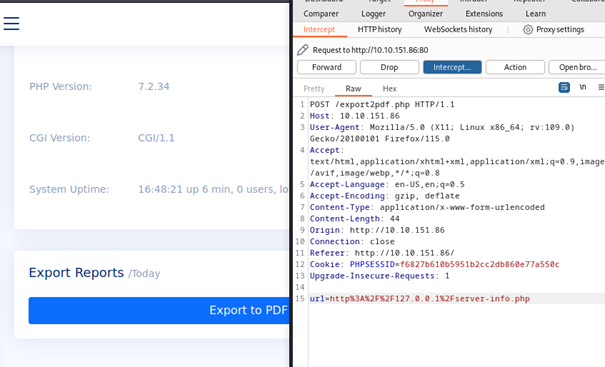 Comparer Logger Organizer Extensions Learn
Intercept HTTP history WebSockets history Proxy settings
Request to http://10.10.151.86:80
Forward Drop Intercept... Action Open bro...
Pretty Raw Hex \n
PHP Version: 7.2.34
CGI Version: CGI/1.1
System Uptime: 16:48:21 up 6 min, 0 users, lo
Export Reports /Today
Export to PDF
1 POST /export2pdf.php HTTP/1.1
2 Host: 10.10.151.86
3 User-Agent: Mozilla/5.0 (X11; Linux x86_64; rv:109.0)
Gecko/20100101 Firefox/115.0
4 Accept:
text/html,application/xhtml+xml,application/xml;q=0.9,image
/avif,image/webp,*/*;q=0.8
5 Accept-Language: en-US,en;q=0.5
6 Accept-Encoding: gzip, deflate
7 Content-Type: application/x-www-form-urlencoded
8 Content-Length: 44
9 Origin: http://10.10.151.86
10 Connection: close
11 Referer: http://10.10.151.86/
12 Cookie: PHPSESSID=f6827b610b5951b2cc2db860e77a550c
13 Upgrade-Insecure-Requests: 1
14
15 url=http%3A%2F%2F127.0.0.1%2Fserver-info.php